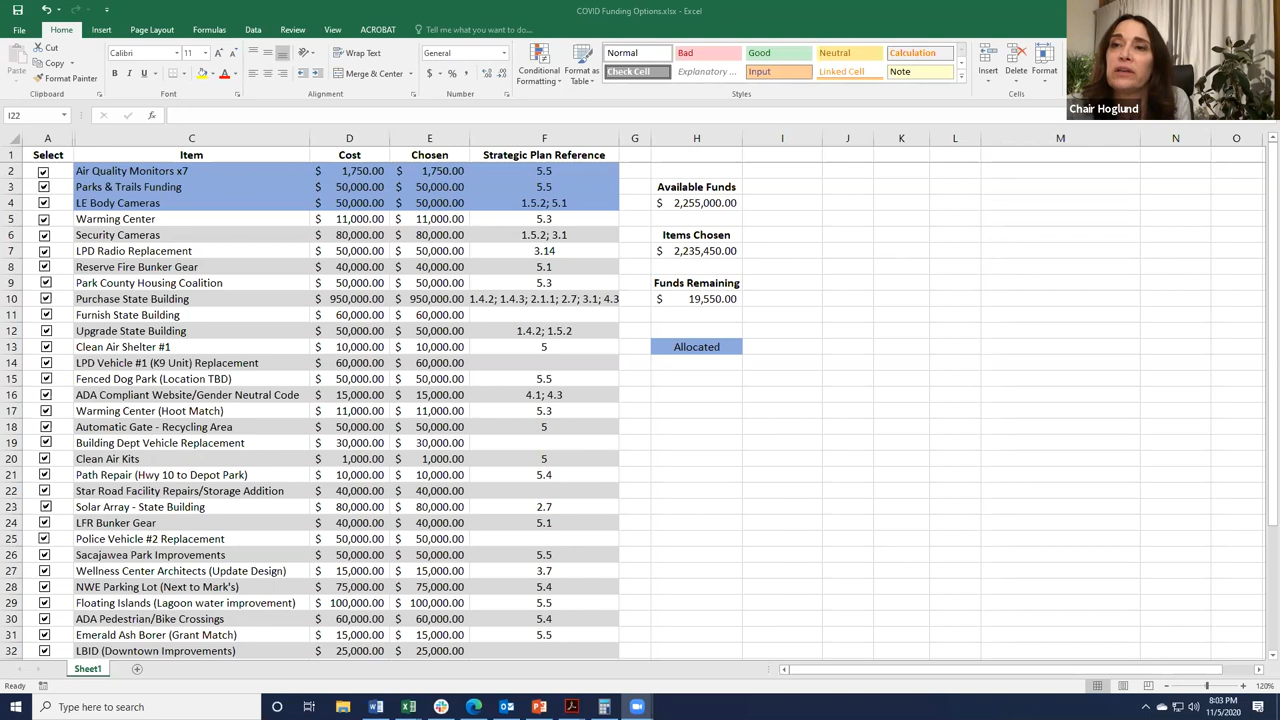 COVID Funding Options.xlsx - Excel
File Home Insert Page Layout Formulas Data Review View ACROBAT
Cut
Copy
Format Painter
Paste
Clipboard
Calibri 11
B I U
Font
Wrap Text
Merge & Center
Alignment
General
$ % ,
Number
Conditional Formatting
Format as Table
Normal Bad Good Neutral Calculation
Check Cell Explanatory ... Input Linked Cell Note
Styles
Insert Delete Format
Cells
Chair Hoglund
I22 fx
A C D E F G H I J K L M N O
1 Select Item Cost Chosen Strategic Plan Reference
2 Air Quality Monitors x7 $ 1,750.00 $ 1,750.00 5.5
3 Parks & Trails Funding $ 50,000.00 $ 50,000.00 5.5 Available Funds
4 LE Body Cameras $ 50,000.00 $ 50,000.00 1.5.2; 5.1 $ 2,255,000.00
5 Warming Center $ 11,000.00 $ 11,000.00 5.3
6 Security Cameras $ 80,000.00 $ 80,000.00 1.5.2; 3.1 Items Chosen
7 LPD Radio Replacement $ 50,000.00 $ 50,000.00 3.14 $ 2,235,450.00
8 Reserve Fire Bunker Gear $ 40,000.00 $ 40,000.00 5.1
9 Park County Housing Coalition $ 50,000.00 $ 50,000.00 5.3 Funds Remaining
10 Purchase State Building $ 950,000.00 $ 950,000.00 1.4.2; 1.4.3; 2.1.1; 2.7; 3.1; 4.3 $ 19,550.00
11 Furnish State Building $ 60,000.00 $ 60,000.00
12 Upgrade State Building $ 50,000.00 $ 50,000.00 1.4.2; 1.5.2
13 Clean Air Shelter #1 $ 10,000.00 $ 10,000.00 5 Allocated
14 LPD Vehicle #1 (K9 Unit) Replacement $ 60,000.00 $ 60,000.00
15 Fenced Dog Park (Location TBD) $ 50,000.00 $ 50,000.00 5.5
16 ADA Compliant Website/Gender Neutral Code $ 15,000.00 $ 15,000.00 4.1; 4.3
17 Warming Center (Hoot Match) $ 11,000.00 $ 11,000.00 5.3
18 Automatic Gate - Recycling Area $ 50,000.00 $ 50,000.00 5
19 Building Dept Vehicle Replacement $ 30,000.00 $ 30,000.00
20 Clean Air Kits $ 1,000.00 $ 1,000.00 5
21 Path Repair (Hwy 10 to Depot Park) $ 10,000.00 $ 10,000.00 5.4
22 Star Road Facility Repairs/Storage Addition $ 40,000.00 $ 40,000.00
23 Solar Array - State Building $ 80,000.00 $ 80,000.00 2.7
24 LFR Bunker Gear $ 40,000.00 $ 40,000.00 5.1
25 Police Vehicle #2 Replacement $ 50,000.00 $ 50,000.00
26 Sacajawea Park Improvements $ 50,000.00 $ 50,000.00 5.5
27 Wellness Center Architects (Update Design) $ 15,000.00 $ 15,000.00 3.7
28 NWE Parking Lot (Next to Mark's) $ 75,000.00 $ 75,000.00 5.4
29 Floating Islands (Lagoon water improvement) $ 100,000.00 $ 100,000.00 5.5
30 ADA Pedestrian/Bike Crossings $ 60,000.00 $ 60,000.00 5.4
31 Emerald Ash Borer (Grant Match) $ 15,000.00 $ 15,000.00 5.5
32 LBID (Downtown Improvements) $ 25,000.00 $ 25,000.00
Sheet1
Ready 120%
Type here to search
8:03 PM
11/5/2020